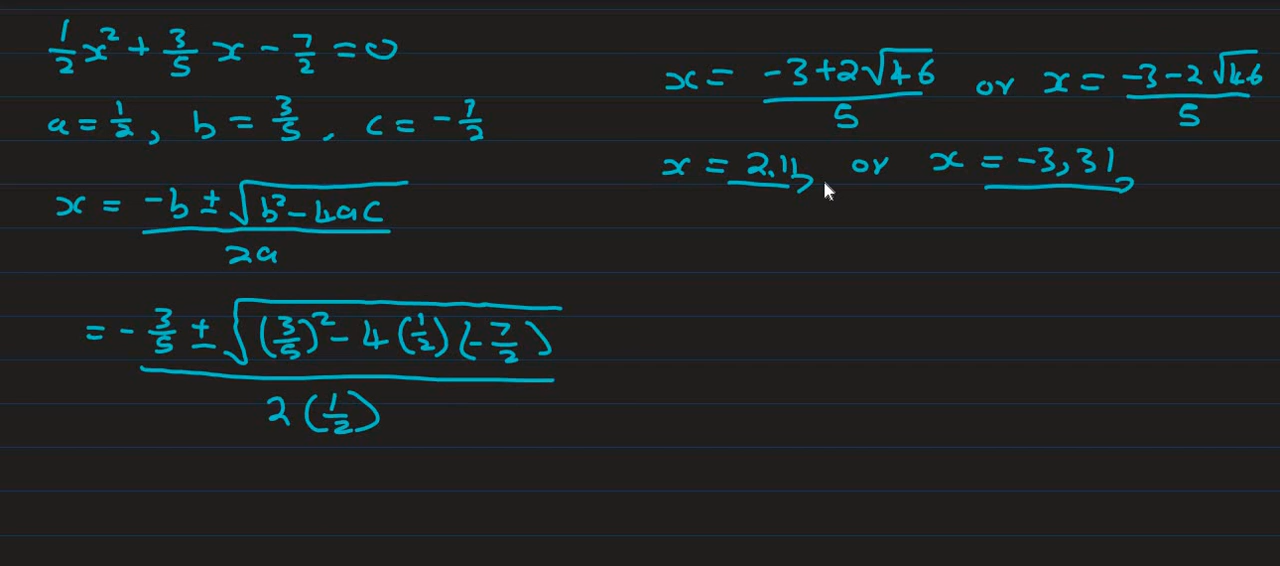 1/2 x² + 3/5 x - 7/2 = 0
a = 1/2, b = 3/5, c = - 7/2
x = (-b ± √(b² - 4ac)) / 2a
= (- 3/5 ± √((3/5)² - 4(1/2)(- 7/2))) / 2(1/2)
x = (-3 + 2√46) / 5 or x = (-3 - 2√46) / 5
x = 2,11 or x = -3,31